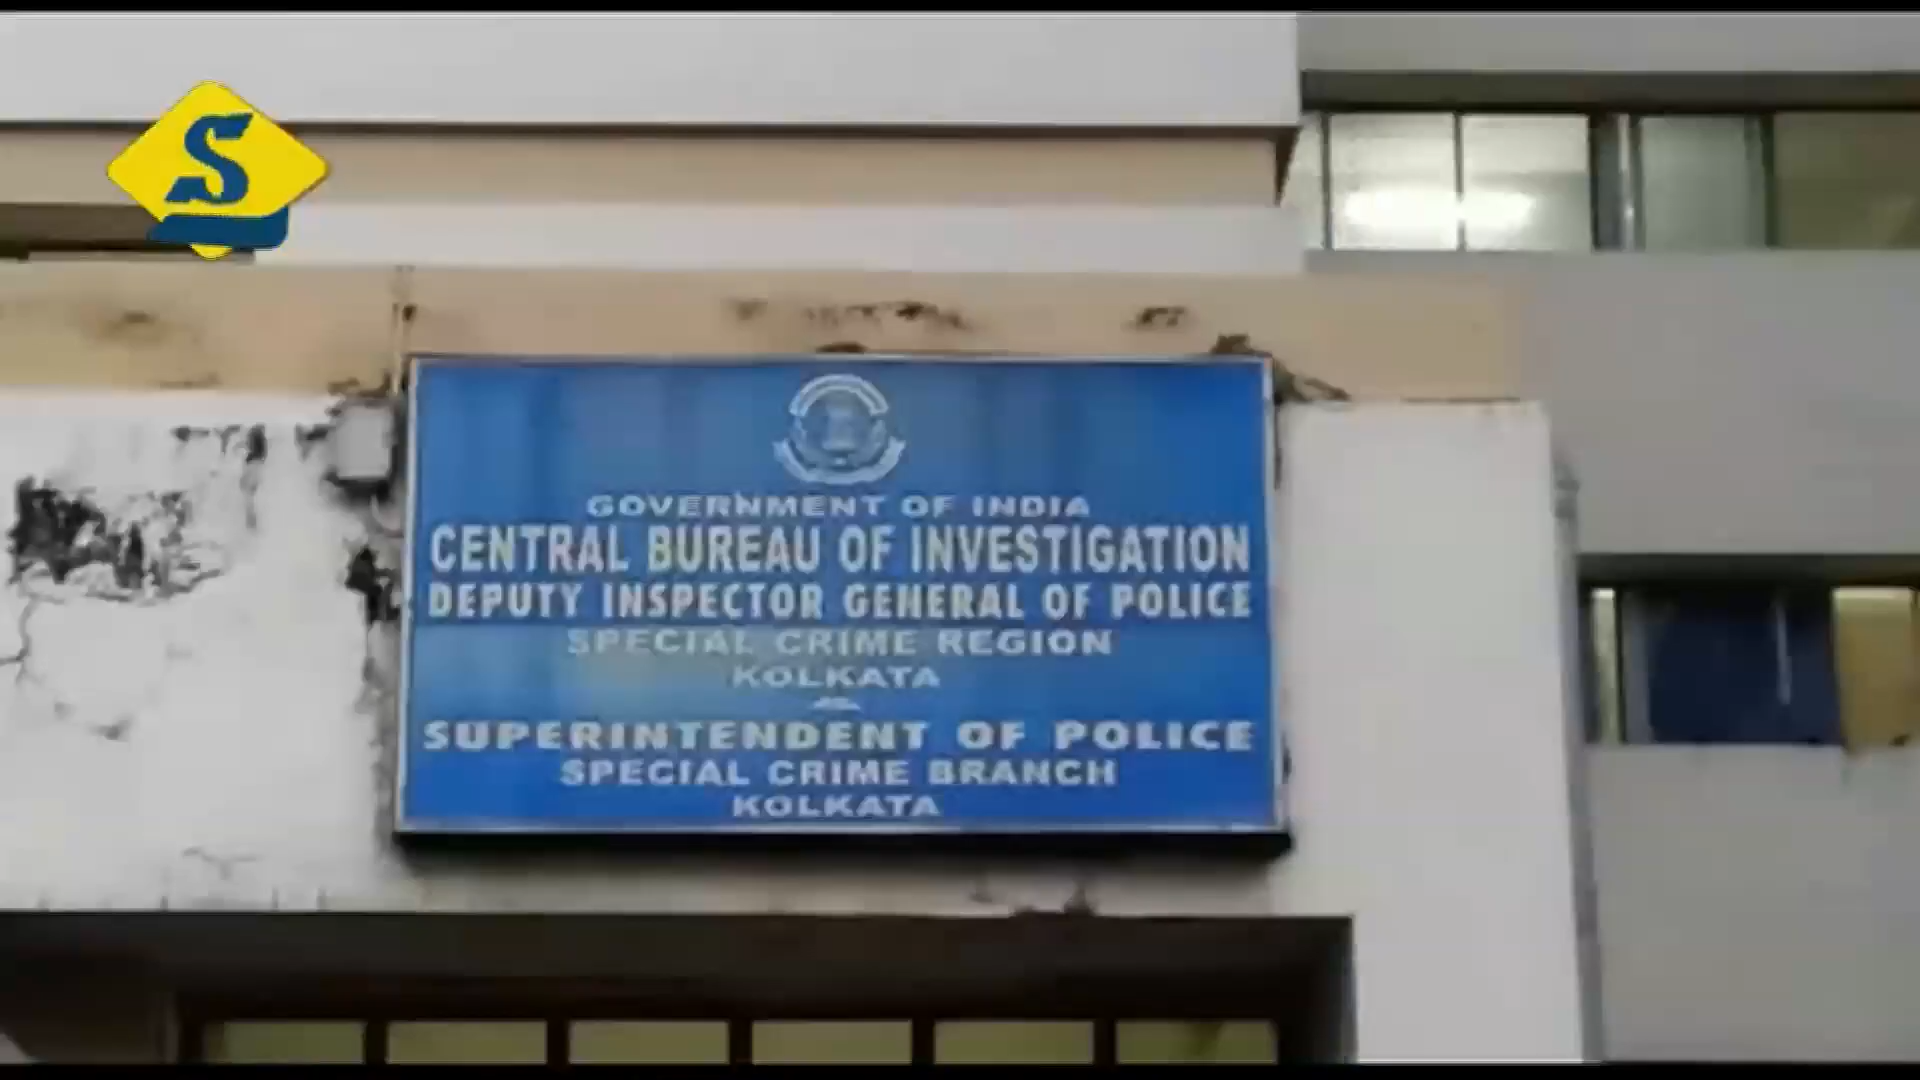 S
GOVERNMENT OF INDIA
CENTRAL BUREAU OF INVESTIGATION
DEPUTY INSPECTOR GENERAL OF POLICE
SPECIAL CRIME REGION
KOLKATA
&
SUPERINTENDENT OF POLICE
SPECIAL CRIME BRANCH
KOLKATA